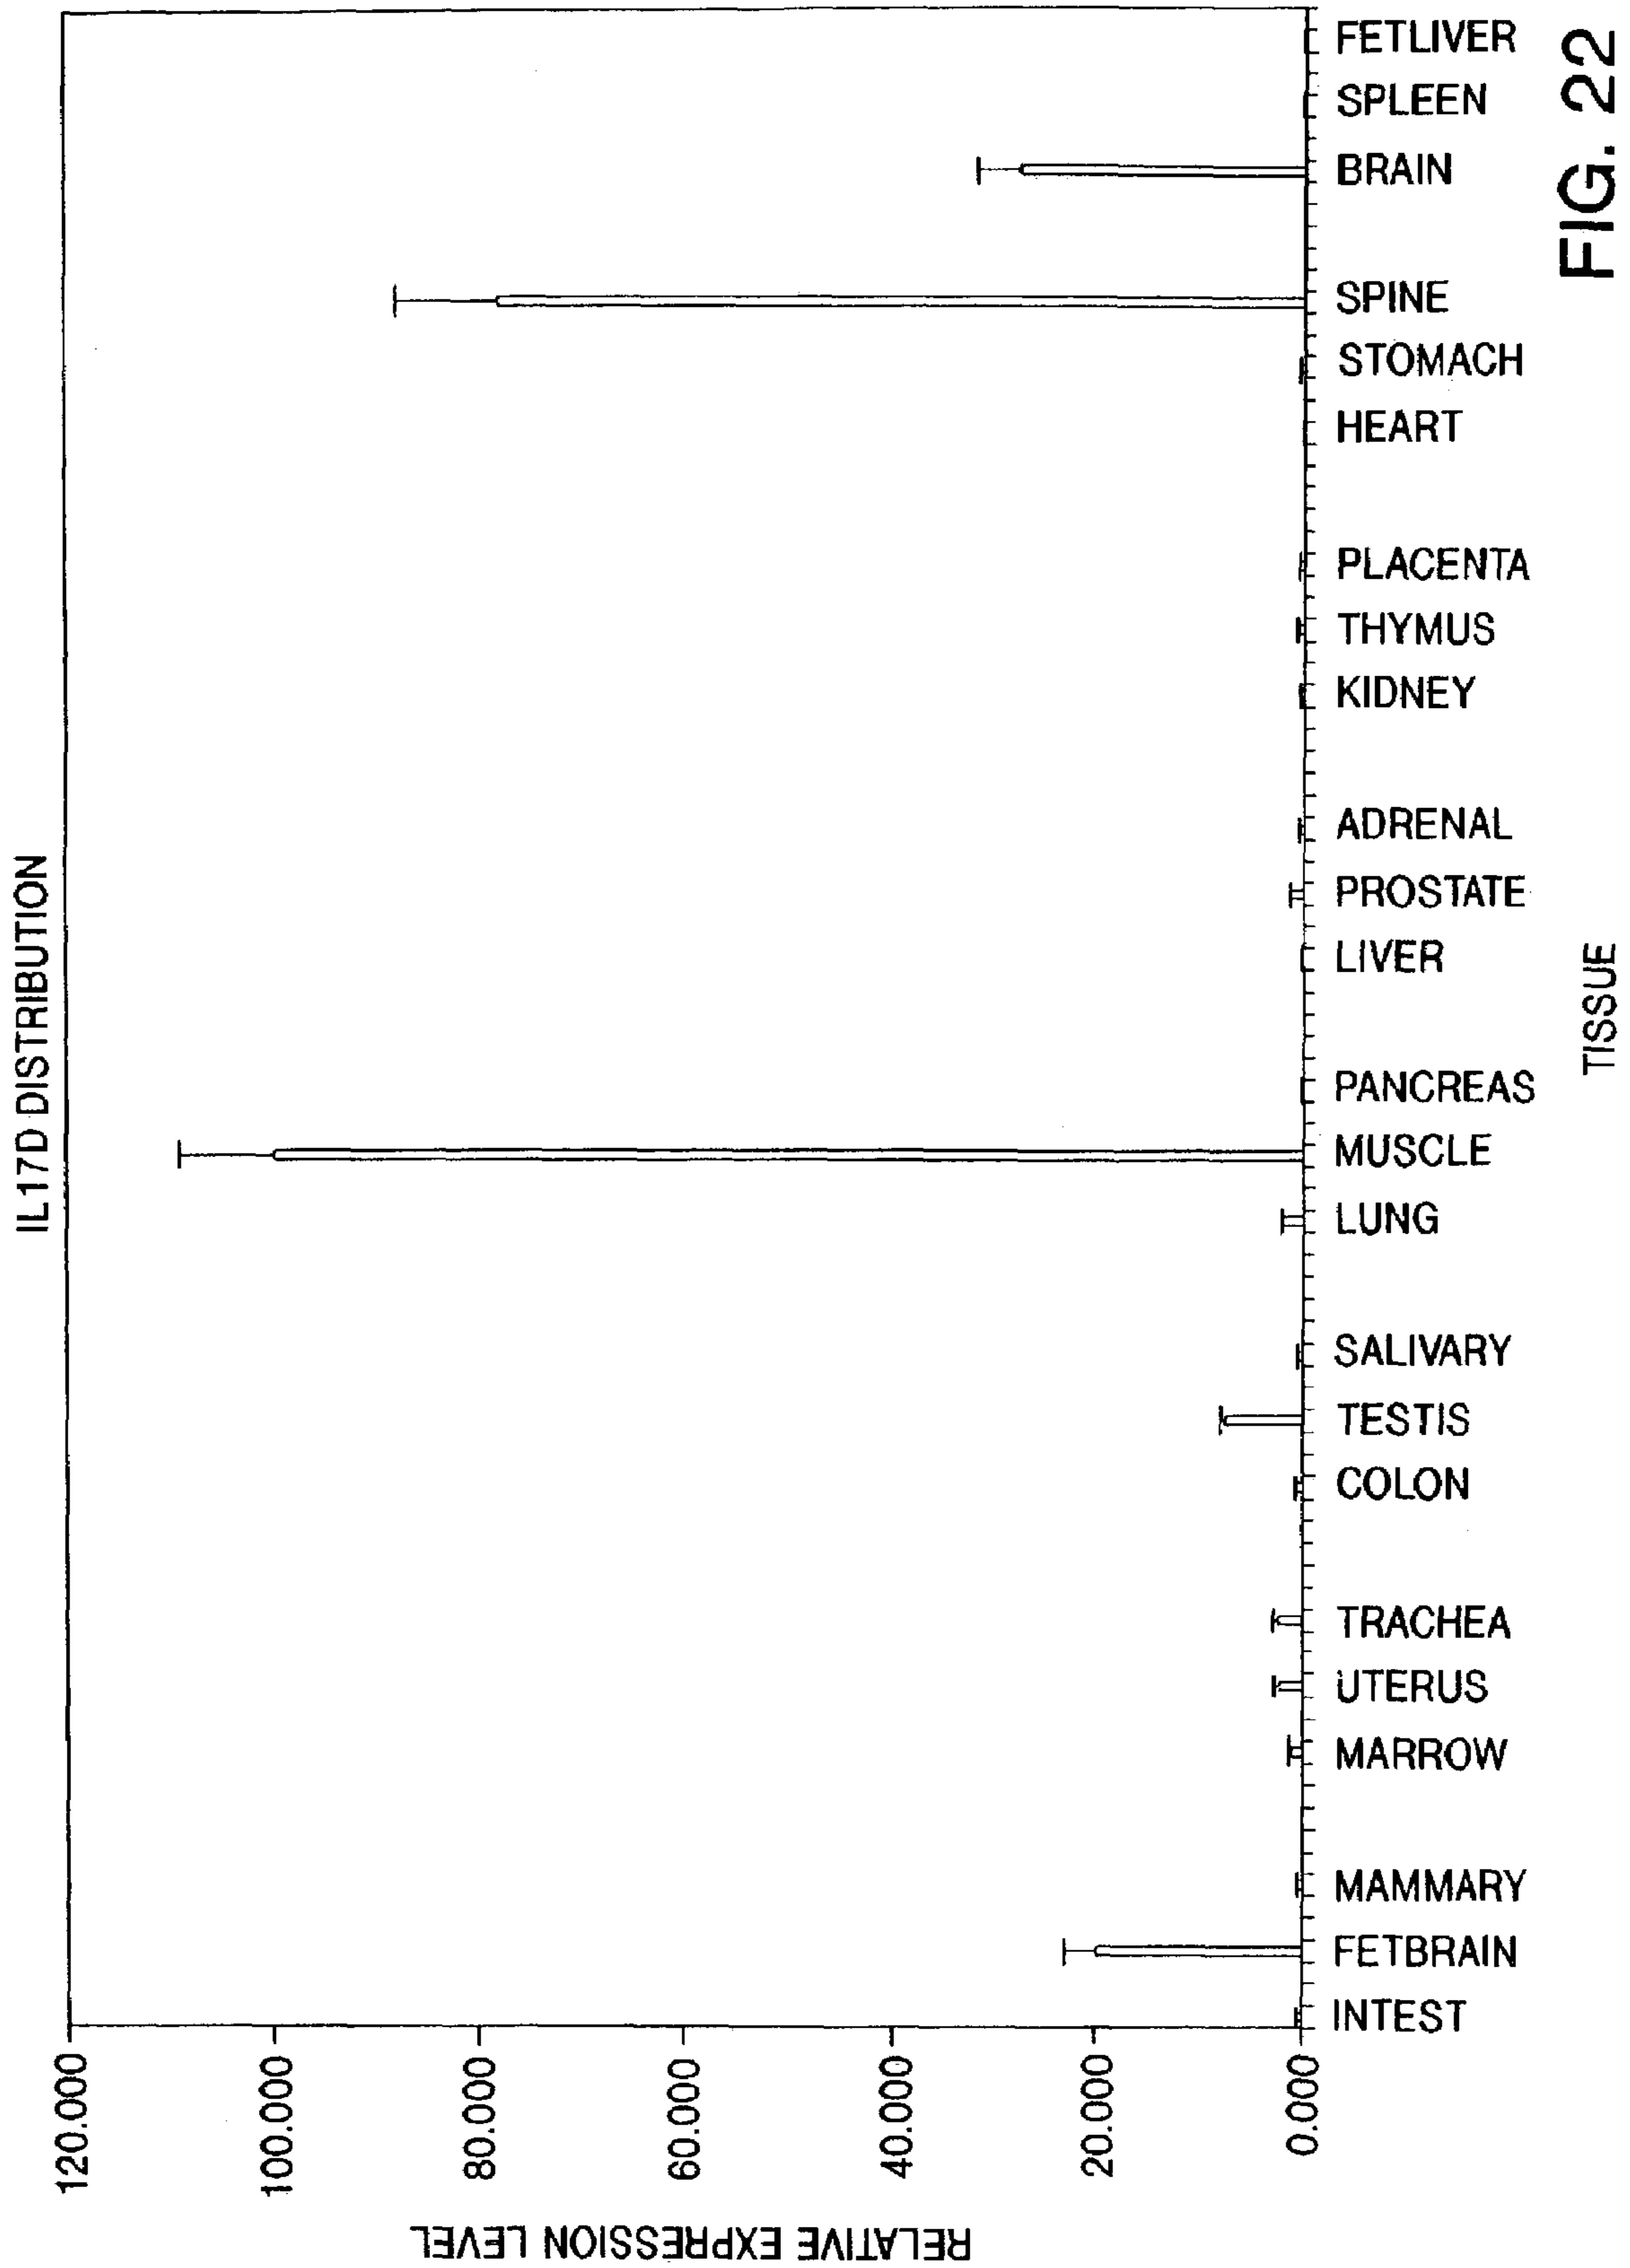 IL17D DISTRIBUTION
RELATIVE EXPRESSION LEVEL
120.000
100.000
80.000
60.000
40.000
20.000
0.000
INTEST
FETBRAIN
MAMMARY
MARROW
UTERUS
TRACHEA
COLON
TESTIS
SALIVARY
LUNG
MUSCLE
PANCREAS
LIVER
PROSTATE
ADRENAL
KIDNEY
THYMUS
PLACENTA
HEART
STOMACH
SPINE
BRAIN
SPLEEN
FETLIVER
TISSUE
FIG. 22